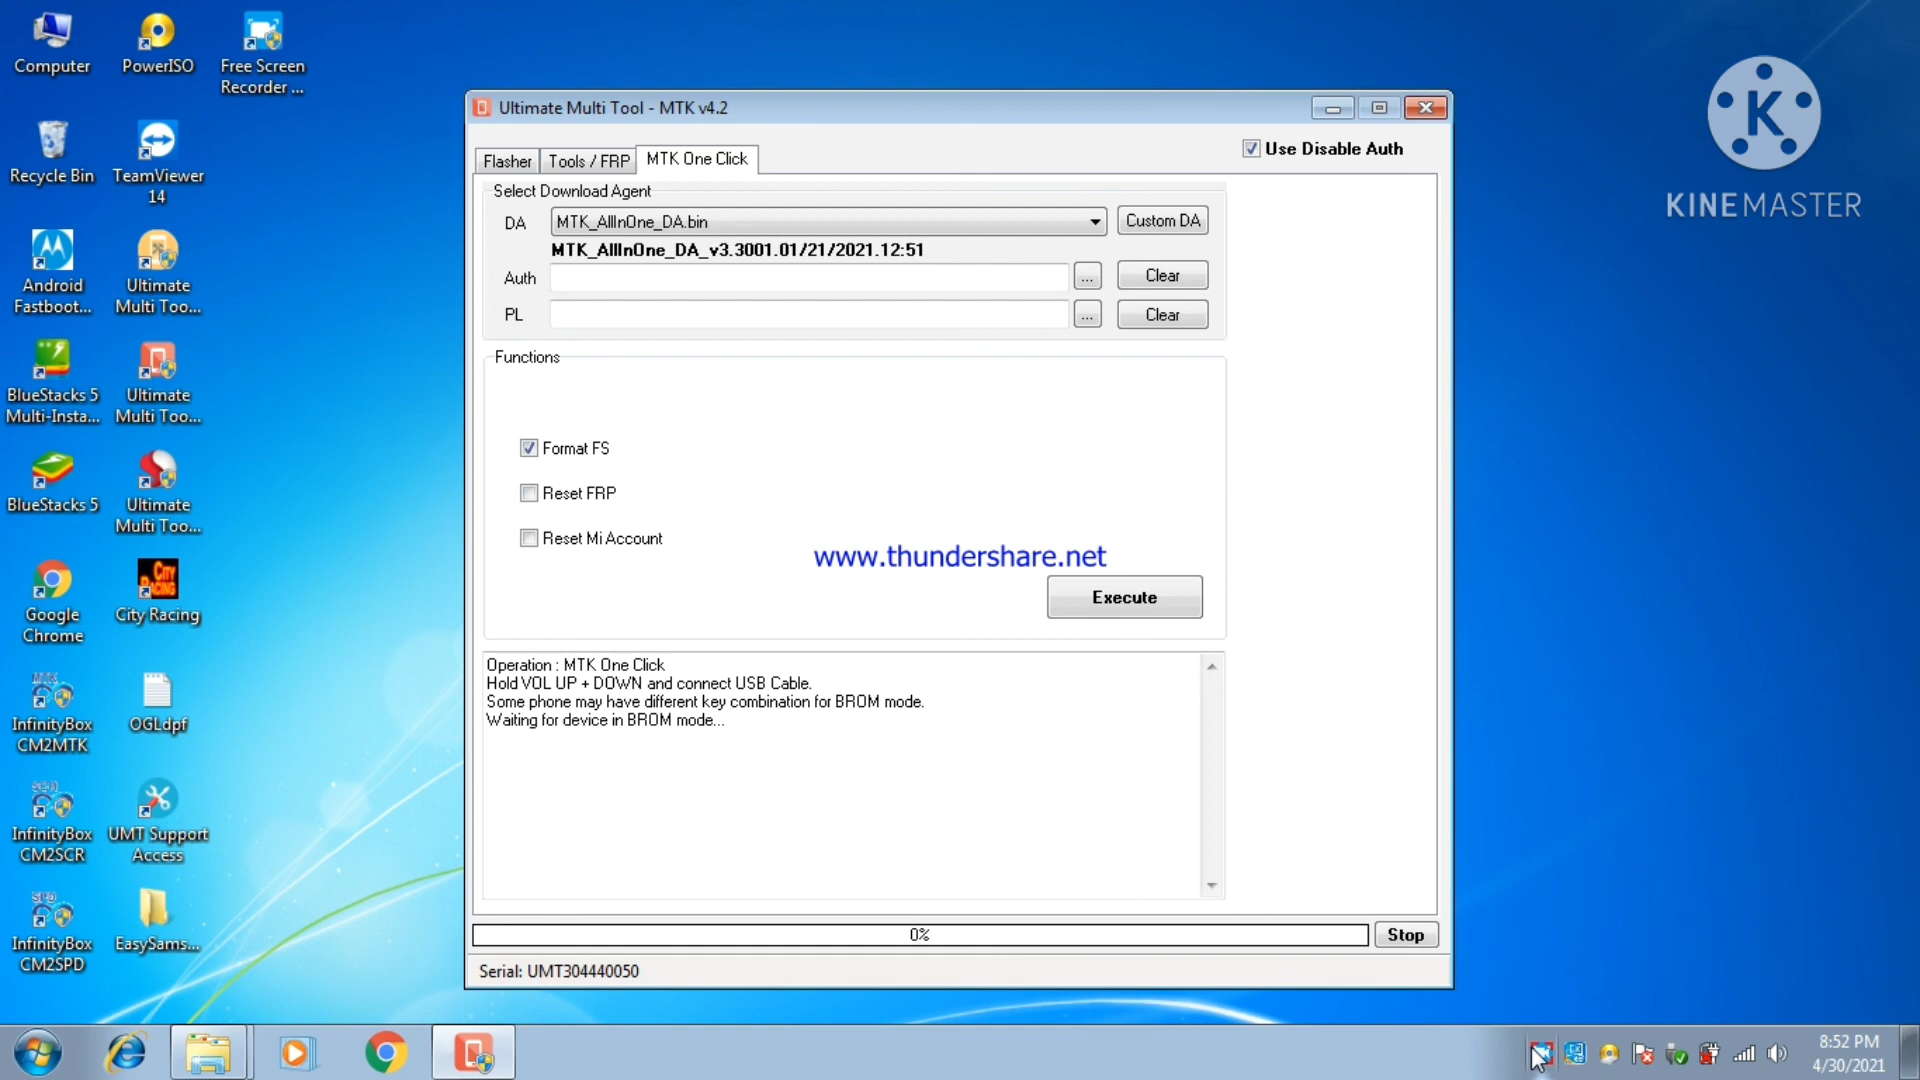 Computer
PowerISO
Free Screen
Recorder ...
Recycle Bin
TeamViewer
14
Android
Fastboot...
Ultimate
Multi Too...
BlueStacks 5
Multi-Insta...
Ultimate
Multi Too...
BlueStacks 5
Ultimate
Multi Too...
Google
Chrome
City Racing
InfinityBox
CM2MTK
OGLdpf
InfinityBox
CM2SCR
UMT Support
Access
InfinityBox
CM2SPD
EasySams...
Ultimate Multi Tool - MTK v4.2
Flasher
Tools / FRP
MTK One Click
Use Disable Auth
Select Download Agent
DA
MTK_AllInOne_DA.bin
Custom DA
MTK_AllInOne_DA_v3.3001.01/21/2021.12:51
Auth
...
Clear
PL
...
Clear
Functions
Format FS
Reset FRP
Reset Mi Account
www.thundershare.net
Execute
Operation : MTK One Click
Hold VOL UP + DOWN and connect USB Cable.
Some phone may have different key combination for BROM mode.
Waiting for device in BROM mode...
0%
Stop
Serial: UMT304440050
K
KINEMASTER
8:52 PM
4/30/2021